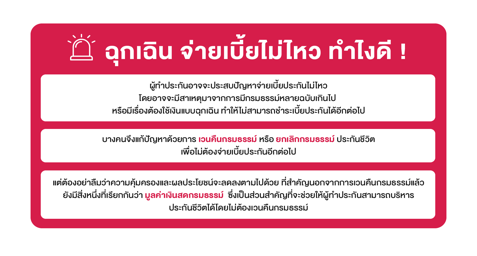 ฉุกเฉิน จ่ายเบี้ยไม่ไหว ทำไงดี !
ผู้ทำประกันอาจจะประสบปัญหาจ่ายเบี้ยประกันไม่ไหว
โดยอาจจะมีสาเหตุมาจากการมีกรมธรรม์หลายฉบับเกินไป
หรือมีเรื่องต้องใช้เงินแบบฉุกเฉิน ทำให้ไม่สามารถชำระเบี้ยประกันได้อีกต่อไป
บางคนจึงแก้ปัญหาด้วยการ เวนคืนกรมธรรม์ หรือ ยกเลิกกรมธรรม์ ประกันชีวิต
เพื่อไม่ต้องจ่ายเบี้ยประกันอีกต่อไป
แต่ต้องอย่าลืมว่าความคุ้มครองและผลประโยชน์จะลดลงตามไปด้วย ที่สำคัญนอกจากการเวนคืนกรมธรรม์แล้ว
ยังมีสิ่งหนึ่งที่เรียกกันว่า มูลค่าเงินสดกรมธรรม์ ซึ่งเป็นส่วนสำคัญที่จะช่วยให้ผู้ทำประกันสามารถบริหาร
ประกันชีวิตได้โดยไม่ต้องเวนคืนกรมธรรม์